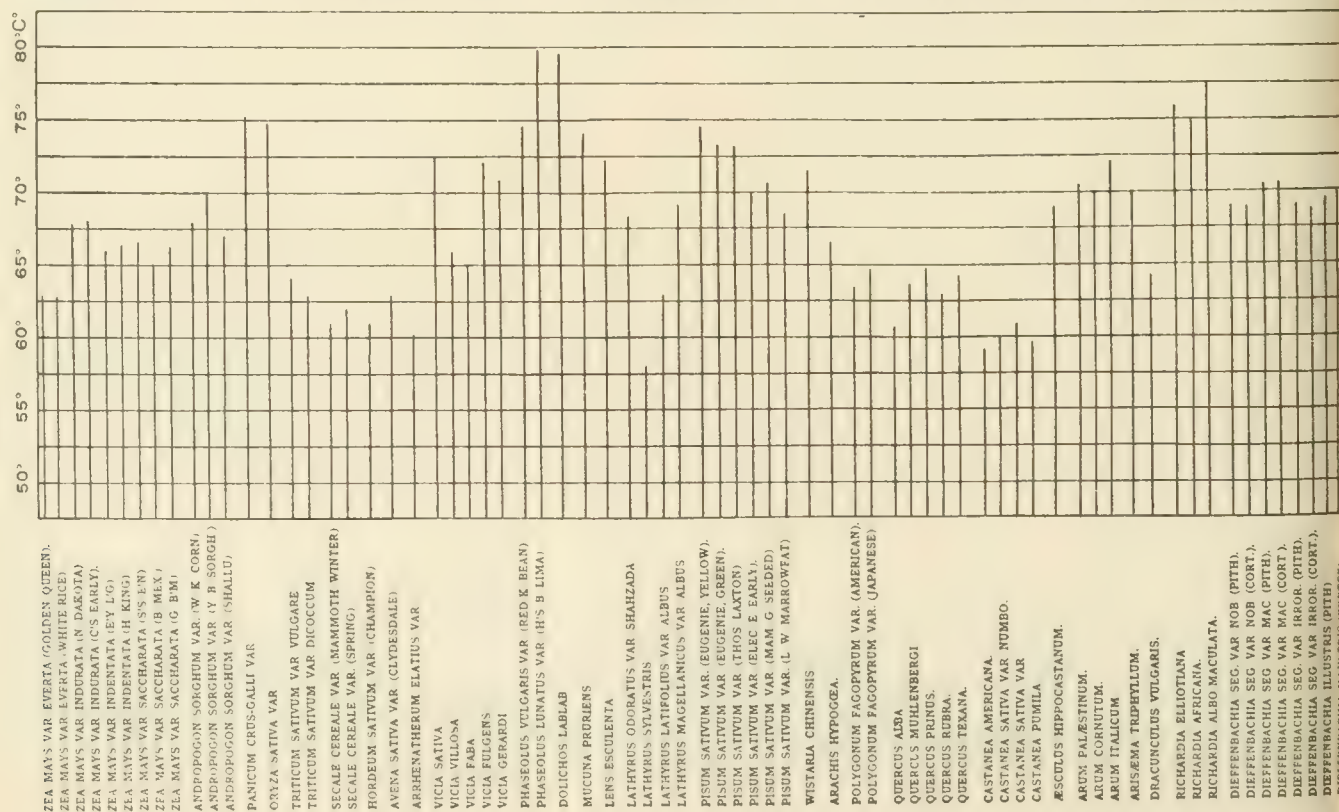 80°C°
75°
70°
65°
60°
55°
50°
ZEA MAYS VAR EVERTA (GOLDEN QUEEN).
ZEA MAYS VAR EVERTA (WHITE RICE)
ZEA MAYS VAR INDURATA (N DAKOTA)
ZEA MAYS VAR INDURATA (C'S EARLY).
ZEA MAYS VAR INDENTATA (E'Y L'G)
ZEA MAYS VAR INDENTATA (H KING)
ZEA MAYS VAR SACCHARATA (S'S E'N)
ZEA MAYS VAR SACCHARATA (B MEX)
ZEA MAYS VAR SACCHARATA (G B'M)
ANDROPOGON SORGHUM VAR. (W K CORN)
ANDROPOGON SORGHUM VAR (Y B SORGH)
ANDROPOGON SORGHUM VAR (SHALLU)
PANICUM CRUS-GALLI VAR
ORYZA SATIVA VAR
TRITICUM SATIVUM VAR VULGARE
TRITICUM SATIVUM VAR DICOCCUM
SECALE CEREALE VAR (MAMMOTH WINTER)
SECALE CEREALE VAR. (SPRING)
HORDEUM SATIVUM VAR (CHAMPION)
AVENA SATIVA VAR (CLYDESDALE)
ARRHENATHERUM ELATIUS VAR
VICIA SATIVA
VICIA VILLOSA
VICIA FABA
VICIA FULGENS
VICIA GERARDI
PHASEOLUS VULGARIS VAR (RED K BEAN)
PHASEOLUS LUNATUS VAR (H'S B LIMA)
DOLICHOS LABLAB
MUCUNA PRURIENS
LENS ESCULENTA
LATHYRUS ODORATUS VAR SHAHZADA
LATHYRUS SYLVESTRIS
LATHYRUS LATIFOLIUS VAR ALBUS
LATHYRUS MAGELLANICUS VAR ALBUS
PISUM SATIVUM VAR. (EUGENIE, YELLOW).
PISUM SATIVUM VAR (EUGENIE, GREEN).
PISUM SATIVUM VAR (THOS LAXTON)
PISUM SATIVUM VAR (ELEC E EARLY).
PISUM SATIVUM VAR (MAM G SEEDED)
PISUM SATIVUM VAR (L W MARROWFAT)
WISTARIA CHINENSIS
ARACHIS HYPOGŒA.
POLYGONUM FAGOPYRUM VAR. (AMERICAN).
POLYGONUM FAGOPYRUM VAR. (JAPANESE)
QUERCUS ALBA
QUERCUS MUHLENBERGI
QUERCUS PRINUS.
QUERCUS RUBRA.
QUERCUS TEXANA.
CASTANEA AMERICANA.
CASTANEA SATIVA VAR NUMBO.
CASTANEA SATIVA VAR
CASTANEA PUMILA
ÆSCULUS HIPPOCASTANUM.
ARUM PALÆSTINUM.
ARUM CORNUTUM.
ARUM ITALICUM
ARISÆMA TRIPHYLLUM.
DRACUNCULUS VULGARIS.
RICHARDIA ELLIOTIANA
RICHARDIA AFRICANA.
RICHARDIA ALBO MACULATA.
DIEFFENBACHIA SEG. VAR NOB (PITH).
DIEFFENBACHIA SEG VAR NOB (CORT.).
DIEFFENBACHIA SEG VAR MAC (PITH).
DIEFFENBACHIA SEG. VAR MAC (CORT).
DIEFFENBACHIA SEG. VAR IRROR. (PITH).
DIEFFENBACHIA SEG. VAR IRROR. (CORT.).
DIEFFENBACHIA ILLUSTRIS (PITH)